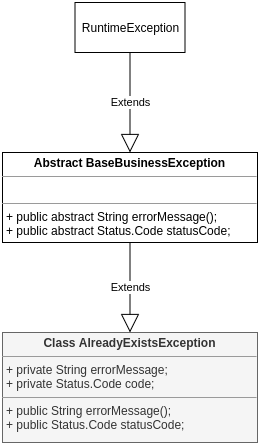 RuntimeException
Extends
Abstract BaseBusinessException
+ public abstract String errorMessage();
+ public abstract Status.Code statusCode;
Extends
Class AlreadyExistsException
+ private String errorMessage;
+ private Status.Code code;
+ public String errorMessage();
+ public Status.Code statusCode;